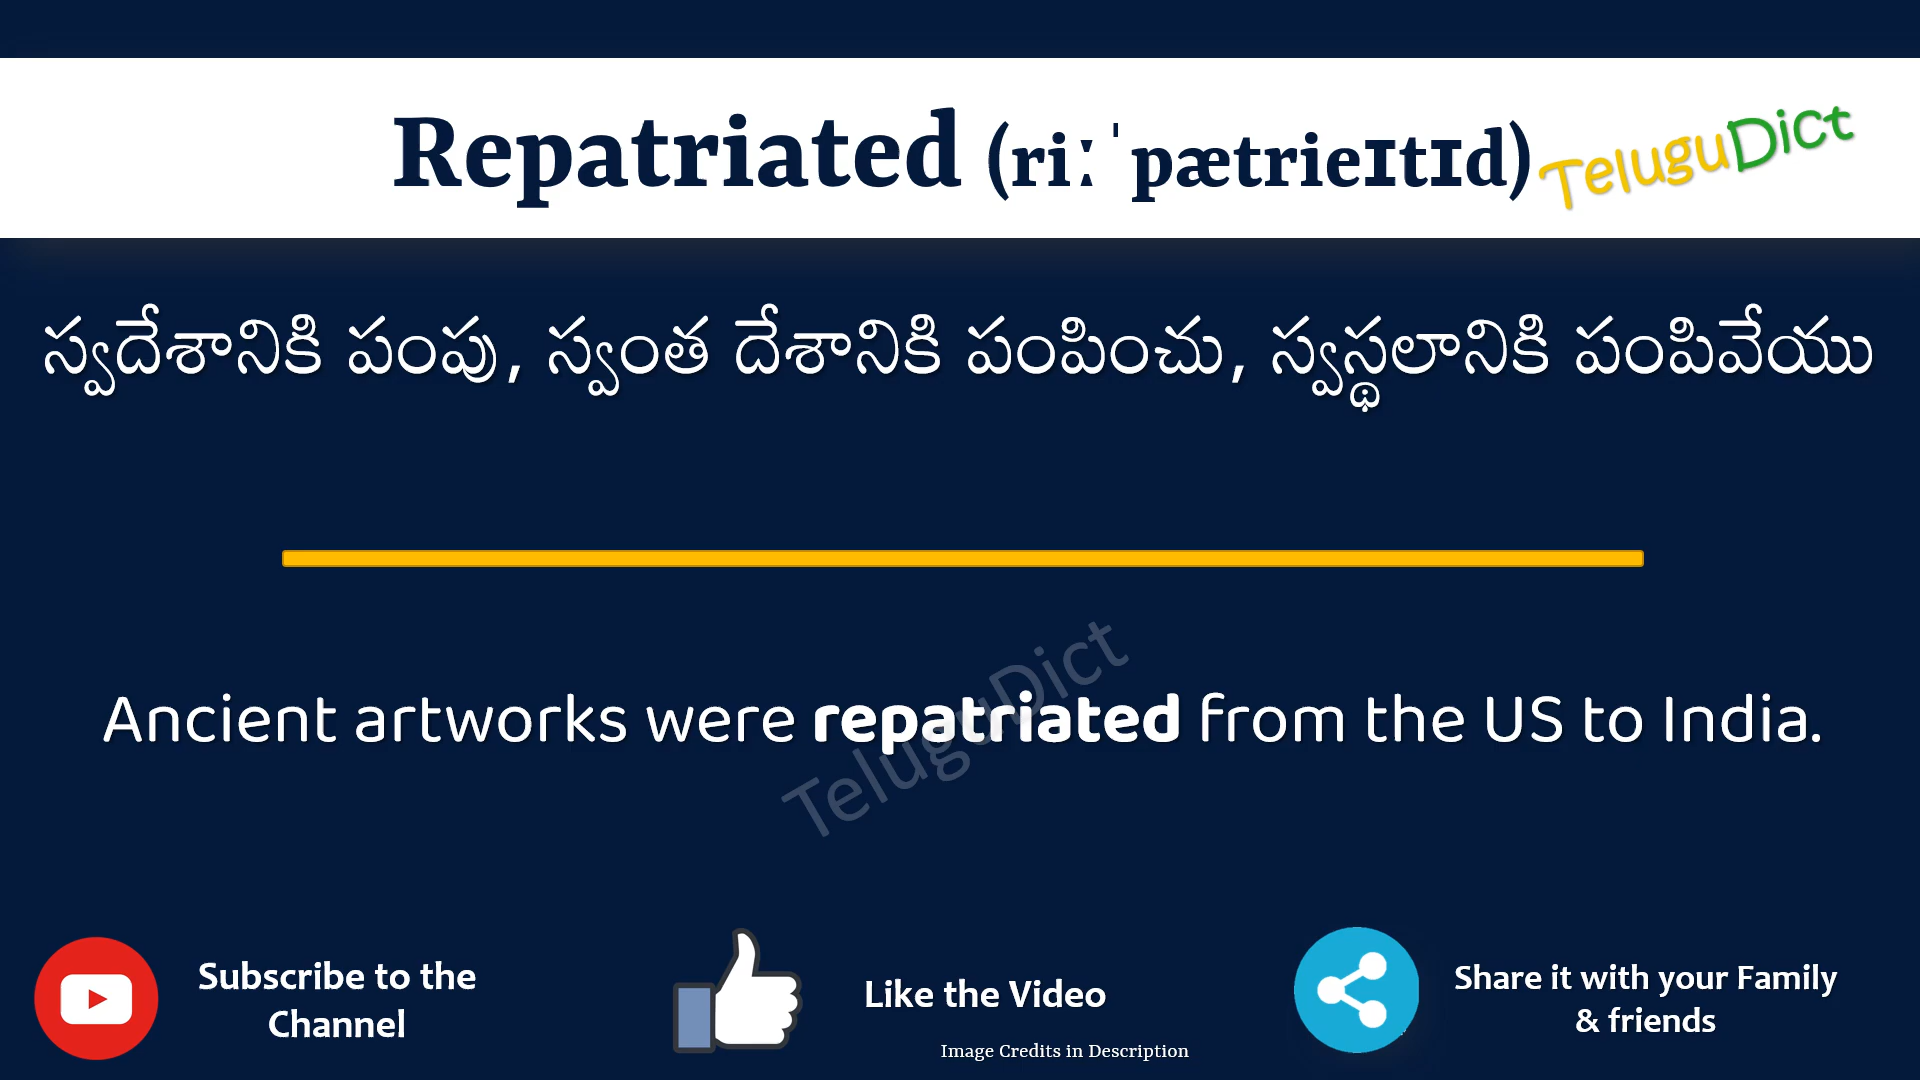 Repatriated (riːˈpætrieɪtɪd)
TeluguDict
స్వదేశానికి పంపు, స్వంత దేశానికి పంపించు, స్వస్థలానికి పంపివేయు
Ancient artworks were repatriated from the US to India.
TeluguDict
Subscribe to the
Channel
Like the Video
Share it with your Family
& friends
Image Credits in Description